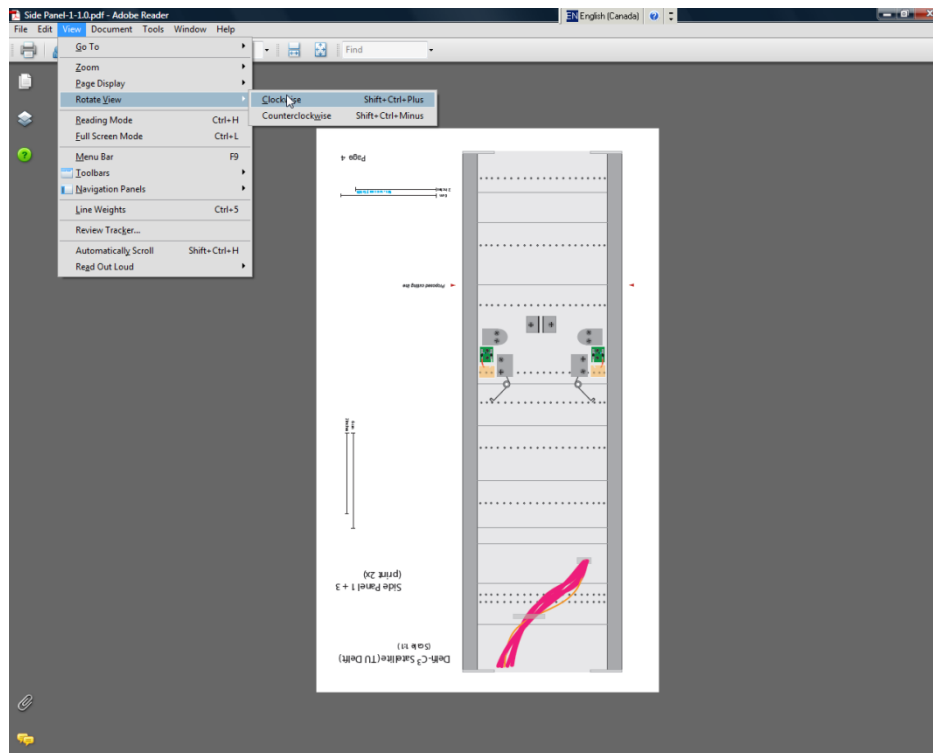 Side Panel-1-1.0.pdf - Adobe Reader
EN English (Canada)
File Edit View Document Tools Window Help
Find
Go To
Zoom
Page Display
Rotate View
Clockwise Shift+Ctrl+Plus
Counterclockwise Shift+Ctrl+Minus
Reading Mode Ctrl+H
Full Screen Mode Ctrl+L
Menu Bar F9
Toolbars
Navigation Panels
Line Weights Ctrl+5
Review Tracker...
Automatically Scroll Shift+Ctrl+H
Read Out Loud
Delfi-C³ Satelite (TU Delft)
(Scale 1:1)
Side Panel 1 + 3
(print 2x)
Proposed cutting line
Page 4